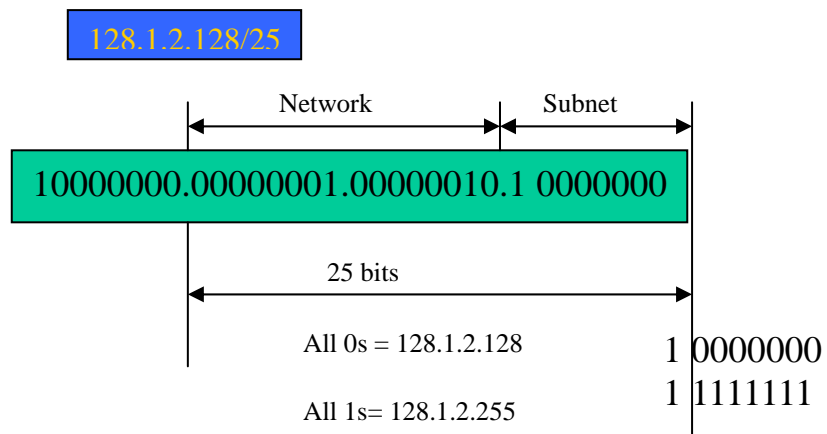 128.1.2.128/25
Network Subnet
10000000.00000001.00000010.1 0000000
25 bits
All 0s = 128.1.2.128
1 0000000
1 1111111
All 1s= 128.1.2.255